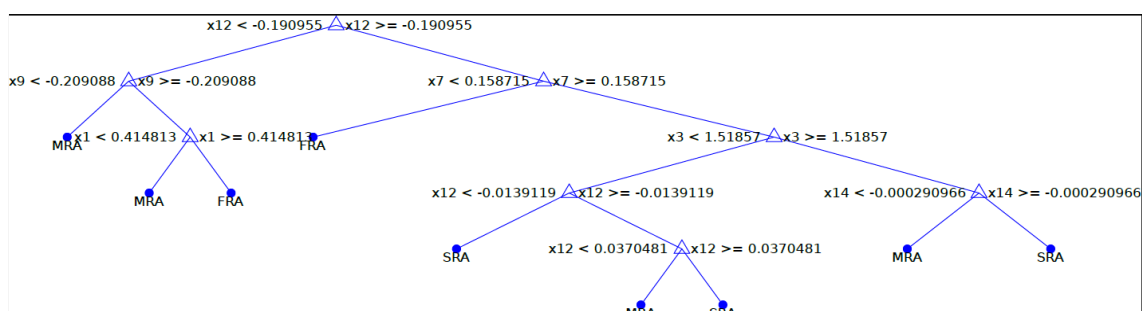 x12 < -0.190955 x12 >= -0.190955
x9 < -0.209088 x9 >= -0.209088 x7 < 0.158715 x7 >= 0.158715
MRA x1 < 0.414813 x1 >= 0.414813 FRA x3 < 1.51857 x3 >= 1.51857
MRA FRA x12 < -0.0139119 x12 >= -0.0139119 x14 < -0.000290966 x14 >= -0.000290966
SRA x12 < 0.0370481 x12 >= 0.0370481 MRA SRA
MRA SRA